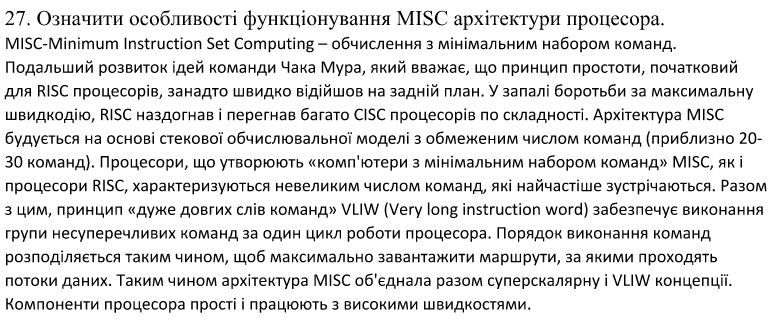 27. Означити особливості функціонування MISC архітектури процесора.
MISC-Minimum Instruction Set Computing – обчислення з мінімальним набором команд.
Подальший розвиток ідей команди Чака Мура, який вважає, що принцип простоти, початковий
для RISC процесорів, занадто швидко відійшов на задній план. У запалі боротьби за максимальну
швидкодію, RISC наздогнав і перегнав багато CISC процесорів по складності. Архітектура MISC
будується на основі стекової обчислювальної моделі з обмеженим числом команд (приблизно 20-
30 команд). Процесори, що утворюють «комп'ютери з мінімальним набором команд» MISC, як і
процесори RISC, характеризуються невеликим числом команд, які найчастіше зустрічаються. Разом
з цим, принцип «дуже довгих слів команд» VLIW (Very long instruction word) забезпечує виконання
групи несуперечливих команд за один цикл роботи процесора. Порядок виконання команд
розподіляється таким чином, щоб максимально завантажити маршрути, за якими проходять
потоки даних. Таким чином архітектура MISC об'єднала разом суперскалярну і VLIW концепції.
Компоненти процесора прості і працюють з високими швидкостями.